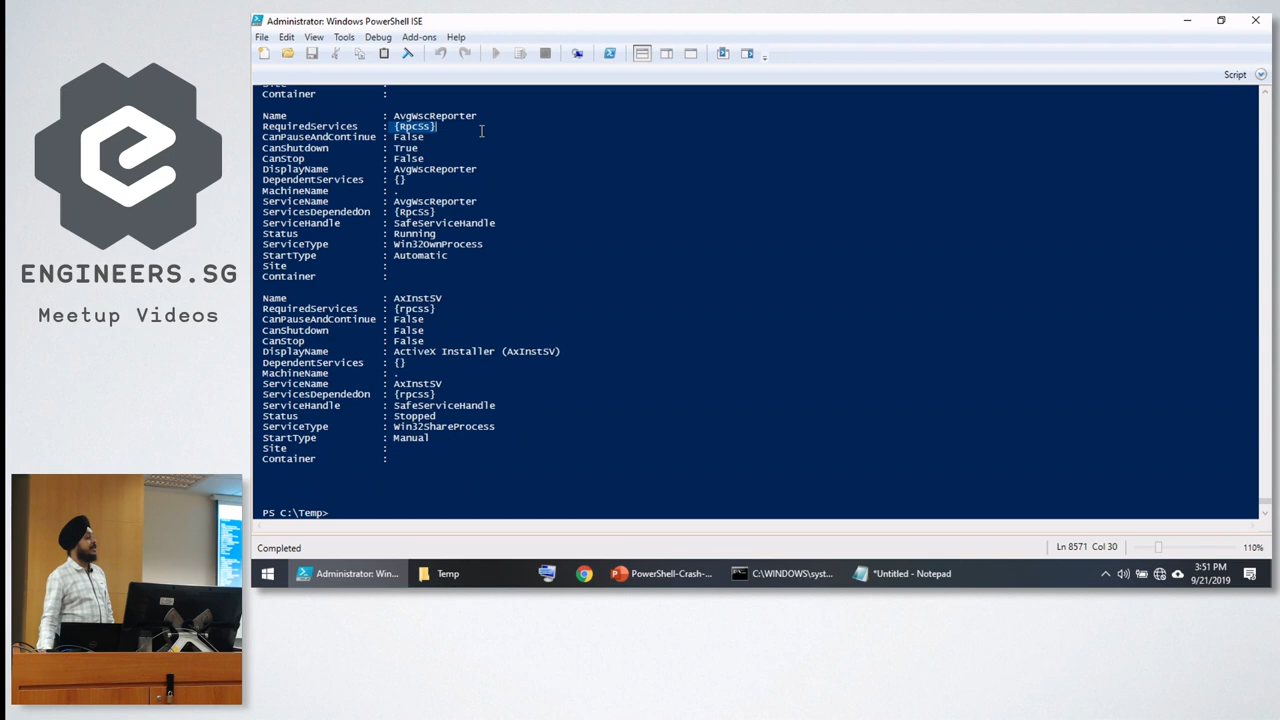 Administrator: Windows PowerShell ISE
File Edit View Tools Debug Add-ons Help
Script
Container :
Name : AvgWscReporter
RequiredServices : {RpcSs}
CanPauseAndContinue : False
CanShutdown : True
CanStop : False
DisplayName : AvgWscReporter
DependentServices : {}
MachineName : .
ServiceName : AvgWscReporter
ServicesDependedOn : {RpcSs}
ServiceHandle : SafeServiceHandle
Status : Running
ServiceType : Win32OwnProcess
StartType : Automatic
Site :
Container :
Name : AxInstSV
RequiredServices : {rpcss}
CanPauseAndContinue : False
CanShutdown : False
CanStop : False
DisplayName : ActiveX Installer (AxInstSV)
DependentServices : {}
MachineName : .
ServiceName : AxInstSV
ServicesDependedOn : {rpcss}
ServiceHandle : SafeServiceHandle
Status : Stopped
ServiceType : Win32ShareProcess
StartType : Manual
Site :
Container :
PS C:\Temp>
Completed
Ln 8571 Col 30
110%
Administrator: Win...
Temp
PowerShell-Crash-...
C:\WINDOWS\syst...
*Untitled - Notepad
3:51 PM
9/21/2019
ENGINEERS.SG
Meetup Videos